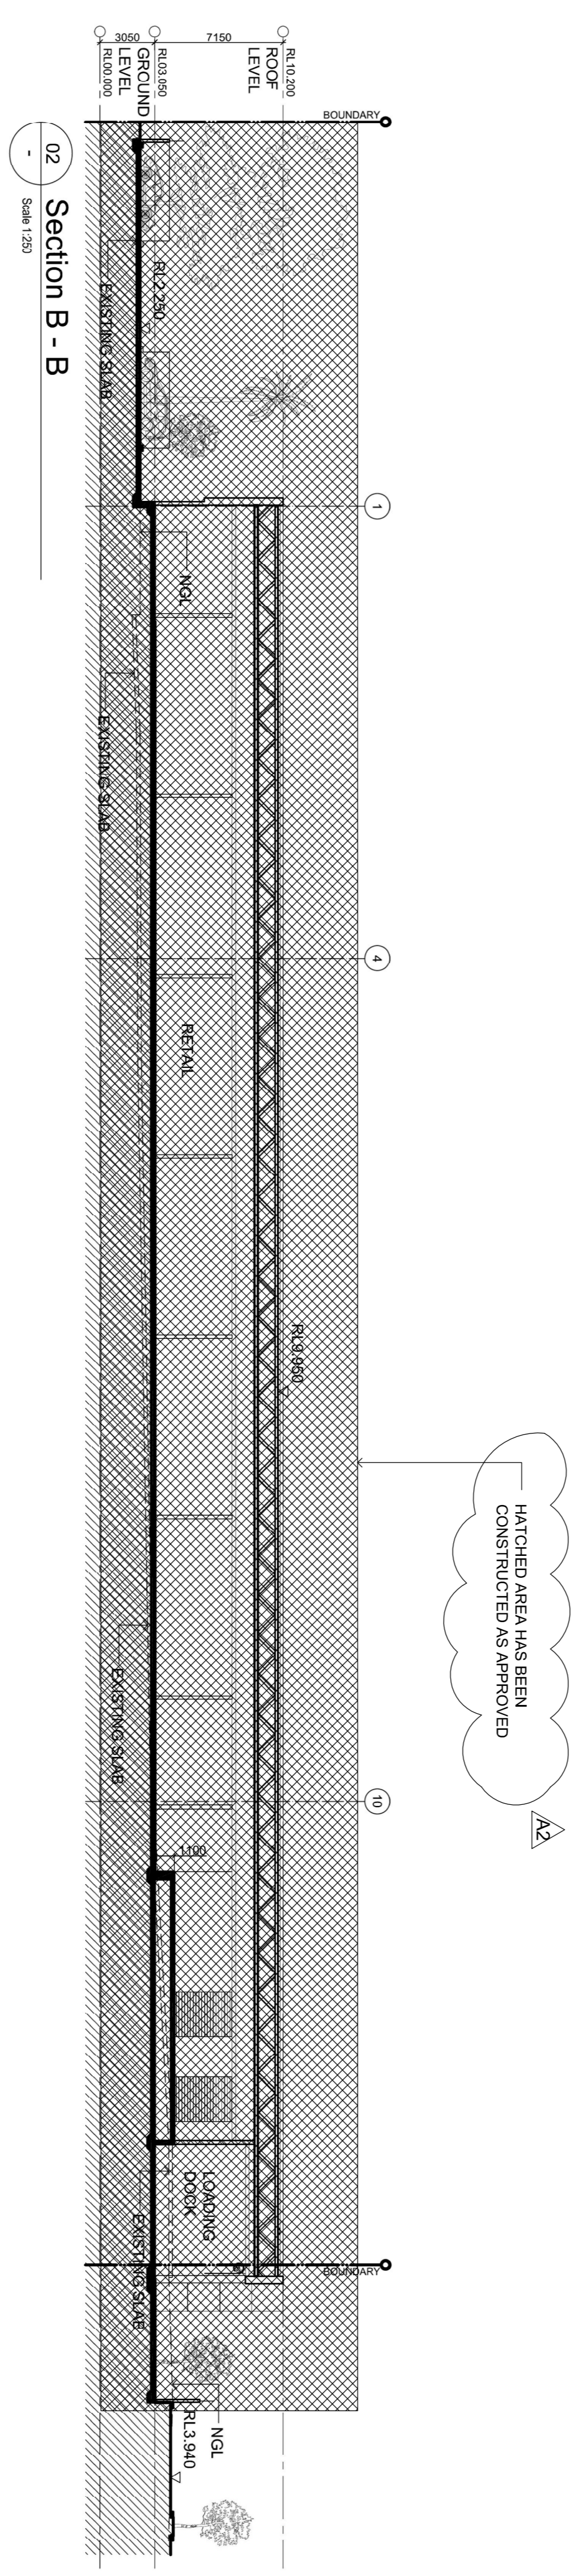 RL10.200
ROOF
LEVEL
7150
RL03.050
GROUND
LEVEL
3050
RL00.000
BOUNDARY
1
4
10
BOUNDARY
HATCHED AREA HAS BEEN
CONSTRUCTED AS APPROVED
A2
RL2.250
EXISTING SLAB
NGL
EXISTING SLAB
RETAIL
RL9.950
EXISTING SLAB
1100
LOADING
DOCK
EXISTING SLAB
NGL
RL3.940
02
-
Section B - B
Scale 1:250